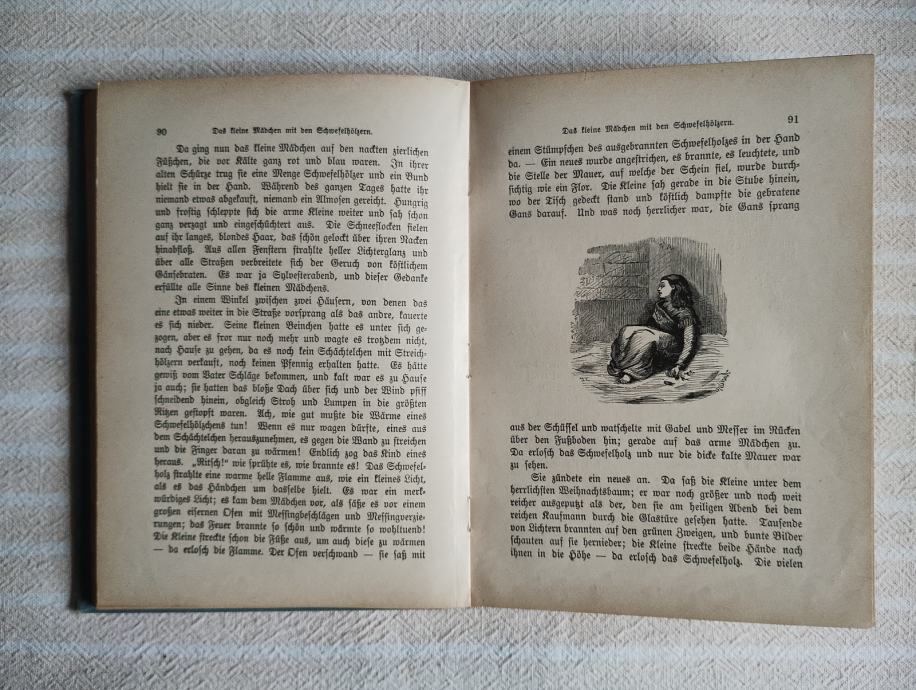 90
Das kleine Mädchen mit den Schwefelhölzern.
Da ging nun das kleine Mädchen auf den nackten zierlichen
Füßchen, die vor Kälte ganz rot und blau waren. In ihrer
alten Schürze trug sie eine Menge Schwefelhölzer und ein Bund
hielt sie in der Hand. Während des ganzen Tages hatte ihr
niemand etwas abgekauft, niemand ein Almosen gereicht. Hungrig
und frostig schleppte sich die arme Kleine weiter und sah schon
ganz verzagt und eingeschüchtert aus. Die Schneeflocken fielen
auf ihr langes, blondes Haar, das schön gelockt über ihren Nacken
hinabfloß. Aus allen Fenstern strahlte heller Lichterglanz und
über alle Straßen verbreitete sich der Geruch von köstlichem
Gänsebraten. Es war ja Sylvesterabend, und dieser Gedanke
erfüllte alle Sinne des kleinen Mädchens.
In einem Winkel zwischen zwei Häusern, von denen das
eine etwas weiter in die Straße vorsprang als das andre, kauerte
es sich nieder. Seine kleinen Beinchen hatte es unter sich ge-
zogen, aber es fror nur noch mehr und wagte es trotzdem nicht,
nach Hause zu gehen, da es noch kein Schächtelchen mit Streich-
hölzern verkauft, noch keinen Pfennig erhalten hatte. Es hätte
gewiß vom Vater Schläge bekommen, und kalt war es zu Hause
ja auch; sie hatten das bloße Dach über sich und der Wind pfiff
schneidend hinein, obgleich Stroh und Lumpen in die größten
Ritzen gestopft waren. Ach, wie gut mußte die Wärme eines
Schwefelhölzchens tun! Wenn es nur wagen dürfte, eines aus
dem Schächtelchen herauszunehmen, es gegen die Wand zu streichen
und die Finger daran zu wärmen! Endlich zog das Kind eines
heraus. „Ritsch!“ wie sprühte es, wie brannte es! Das Schwefel-
holz strahlte eine warme helle Flamme aus, wie ein kleines Licht,
als es das Händchen um dasselbe hielt. Es war ein merk-
würdiges Licht; es kam dem Mädchen vor, als säße es vor einem
großen eisernen Ofen mit Messingbeschlägen und Messingverzie-
rungen; das Feuer brannte so schön und wärmte so wohltuend!
Die Kleine streckte schon die Füße aus, um auch diese zu wärmen
— da erlosch die Flamme. Der Ofen verschwand — sie saß mit
Das kleine Mädchen mit den Schwefelhölzern.
91
einem Stümpfchen des ausgebrannten Schwefelholzes in der Hand
da. — Ein neues wurde angestrichen, es brannte, es leuchtete, und
die Stelle der Mauer, auf welche der Schein fiel, wurde durch-
sichtig wie ein Flor. Die Kleine sah gerade in die Stube hinein,
wo der Tisch gedeckt stand und köstlich dampfte die gebratene
Gans darauf. Und was noch herrlicher war, die Gans sprang
aus der Schüssel und watschelte mit Gabel und Messer im Rücken
über den Fußboden hin; gerade auf das arme Mädchen zu.
Da erlosch das Schwefelholz und nur die dicke kalte Mauer war
zu sehen.
Sie zündete ein neues an. Da saß die Kleine unter dem
herrlichsten Weihnachtsbaum; er war noch größer und noch weit
reicher ausgeputzt als der, den sie am heiligen Abend bei dem
reichen Kaufmann durch die Glastüre gesehen hatte. Tausende
von Lichtern brannten auf den grünen Zweigen, und bunte Bilder
schauten auf sie hernieder; die Kleine streckte beide Hände nach
ihnen in die Höhe — da erlosch das Schwefelholz. Die vielen